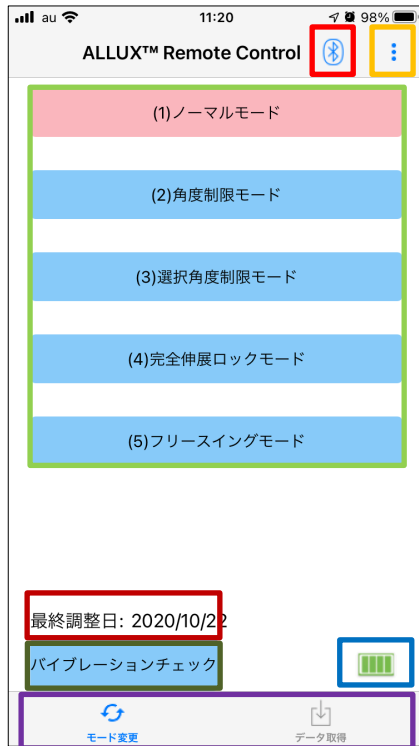 au 11:20 98%
ALLUX™ Remote Control
(1)ノーマルモード
(2)角度制限モード
(3)選択角度制限モード
(4)完全伸展ロックモード
(5)フリースイングモード
最終調整日: 2020/10/22
バイブレーションチェック
モード変更 データ取得